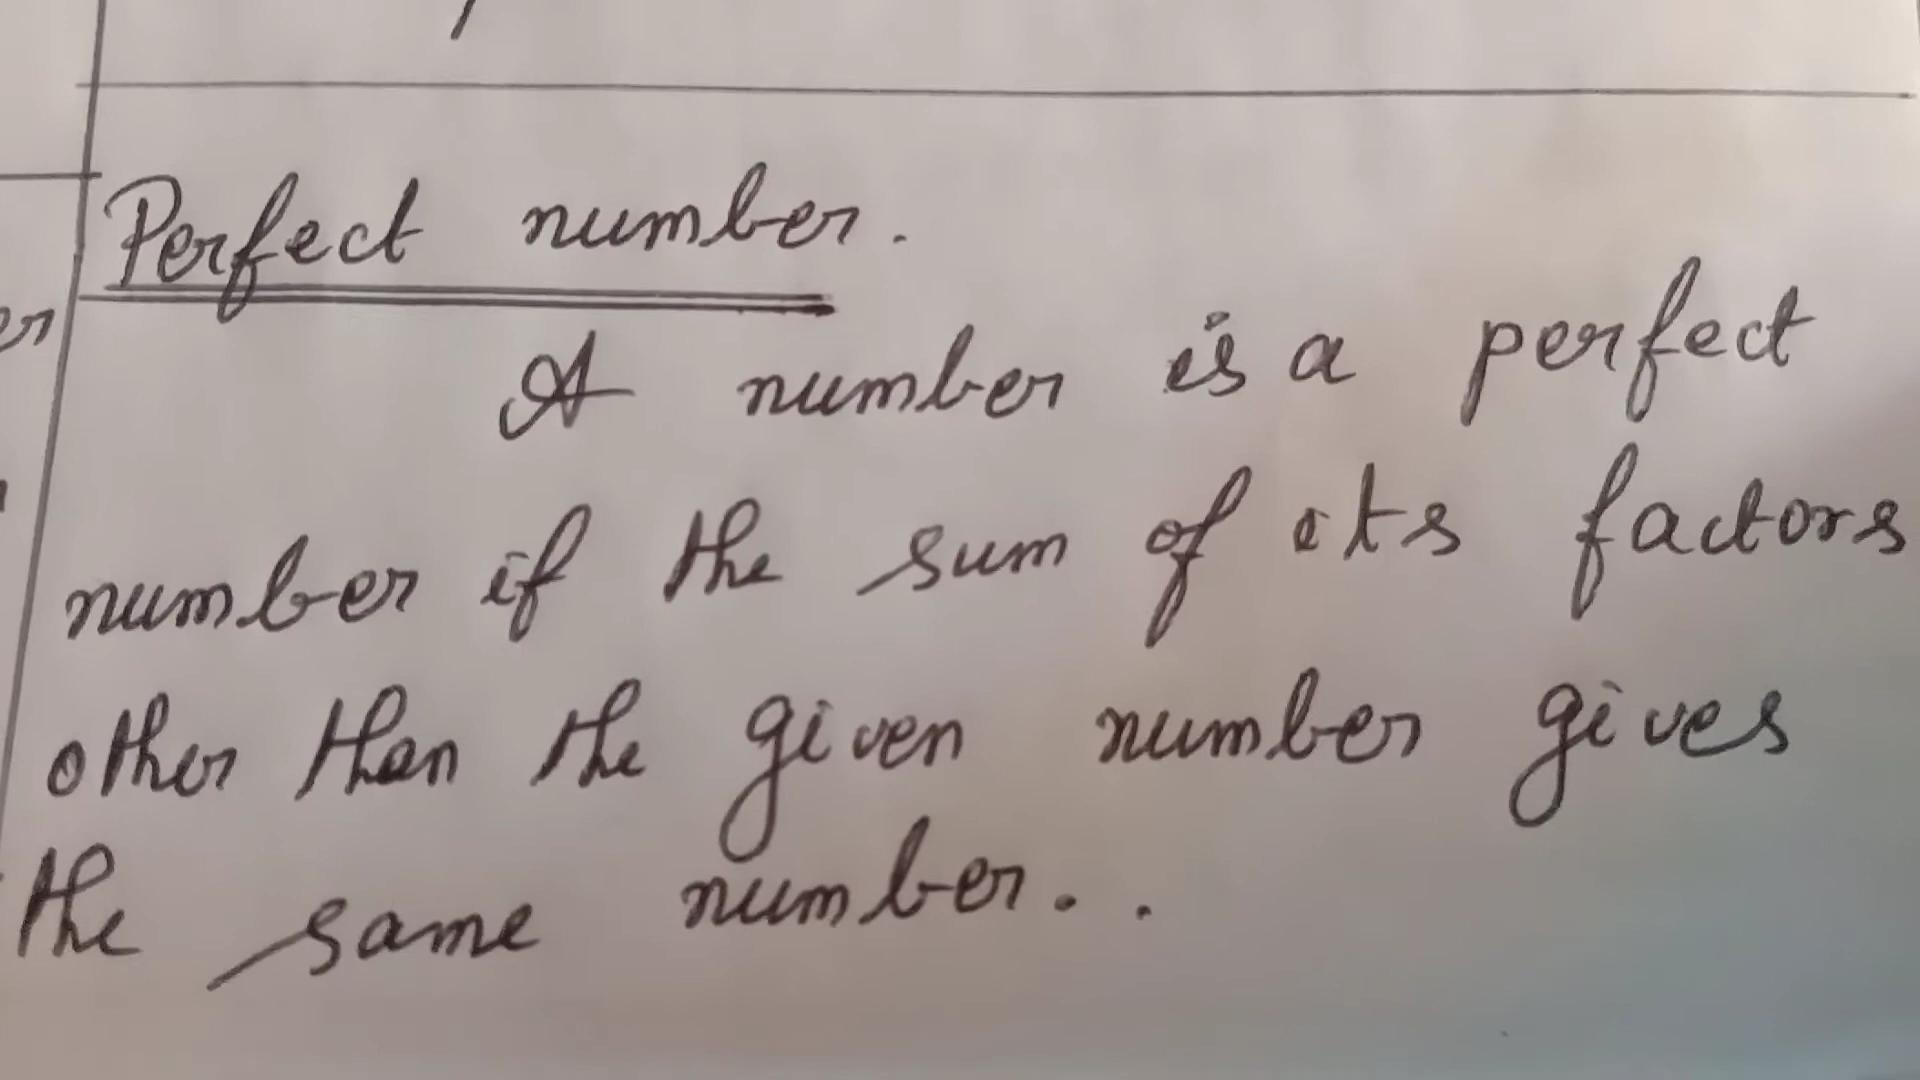 Perfect number.
A number is a perfect
number if the sum of its factors
other than the given number gives
the same number..